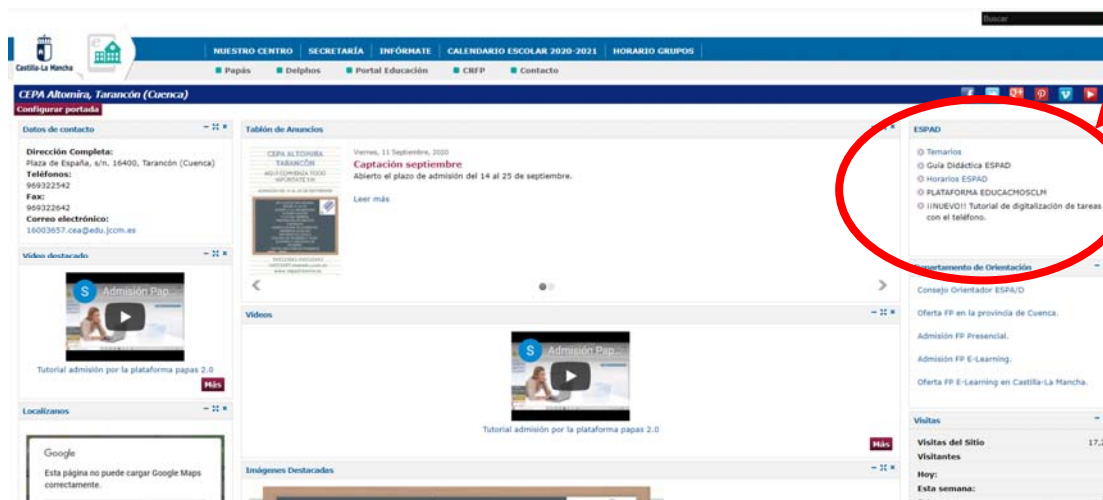 Buscar
Castilla-La Mancha
NUESTRO CENTRO SECRETARÍA INFÓRMATE CALENDARIO ESCOLAR 2020-2021 HORARIO GRUPOS
Papás Delphos Portal Educación CRFP Contacto
CEPA Altomira, Tarancón (Cuenca)
Configurar portada
Datos de contacto
Dirección Completa:
Plaza de España, s/n. 16400, Tarancón (Cuenca)
Teléfonos:
969322542
Fax:
969322642
Correo electrónico:
16003657.cea@edu.jccm.es
Vídeo destacado
S Admisión Pap...
Tutorial admisión por la plataforma papas 2.0
Más
Localízanos
Google
Esta página no puede cargar Google Maps
correctamente.
Tablón de Anuncios
CEPA ALTOMIRA
TARANCÓN
Viernes, 11 Septiembre, 2020
Captación septiembre
Abierto el plazo de admisión del 14 al 25 de septiembre.
Leer más
Vídeos
S Admisión Pap...
Tutorial admisión por la plataforma papas 2.0
Más
Imágenes Destacadas
ESPAD
Temarios
Guía Didáctica ESPAD
Horarios ESPAD
PLATAFORMA EDUCACMOSCLM
!!NUEVO!! Tutorial de digitalización de tareas
con el teléfono.
Departamento de Orientación
Consejo Orientador ESPA/D
Oferta FP en la provincia de Cuenca.
Admisión FP Presencial.
Admisión FP E-Learning.
Oferta FP E-Learning en Castilla-La Mancha.
Visitas
Visitas del Sitio 17,2
Visitantes
Hoy:
Esta semana: